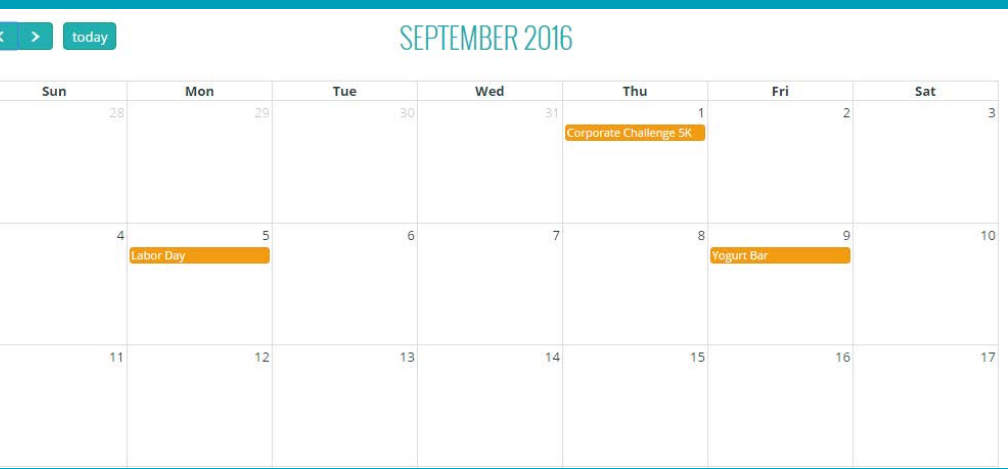 > today SEPTEMBER 2016
Sun Mon Tue Wed Thu Fri Sat
28 29 30 31 1 2 3
Corporate Challenge 5K
4 5 6 7 8 9 10
Labor Day Yogurt Bar
11 12 13 14 15 16 17